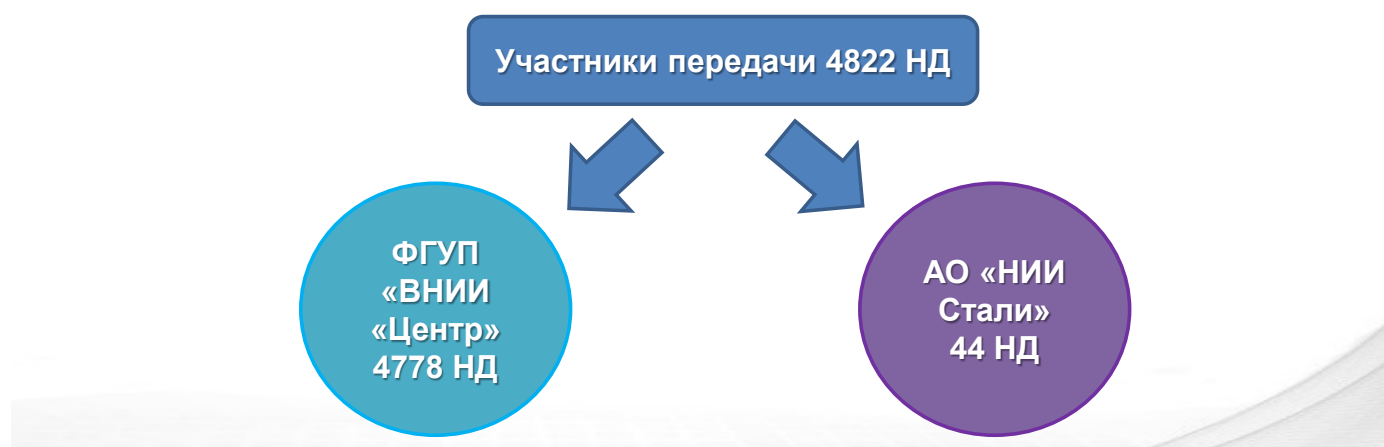 Участники передачи 4822 НД
ФГУП
«ВНИИ
«Центр»
4778 НД
АО «НИИ
Стали»
44 НД